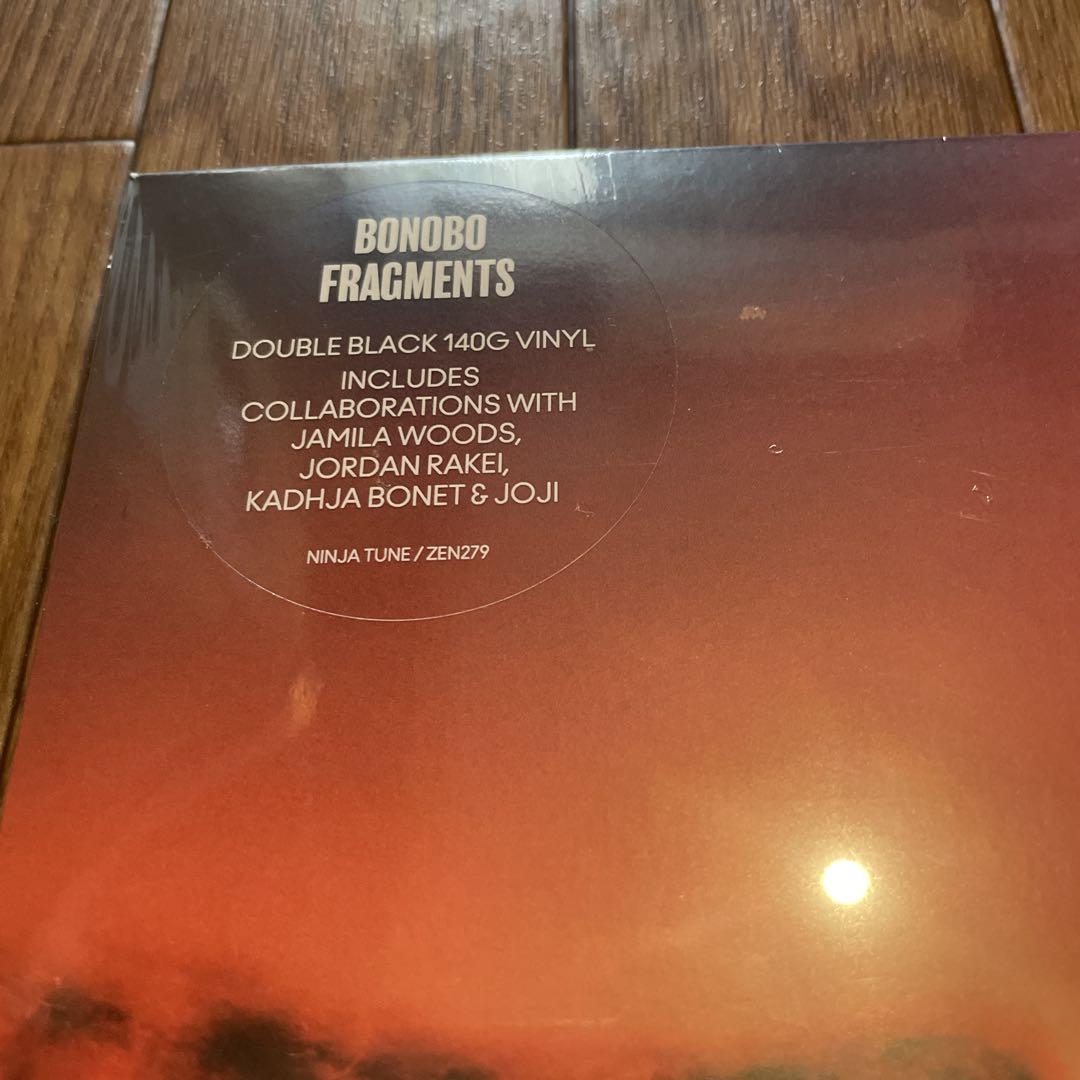 BONOBO
FRAGMENTS
DOUBLE BLACK 140G VINYL
INCLUDES
COLLABORATIONS WITH
JAMILA WOODS,
JORDAN RAKEI,
KADHJA BONET & JOJI
NINJA TUNE / ZEN279